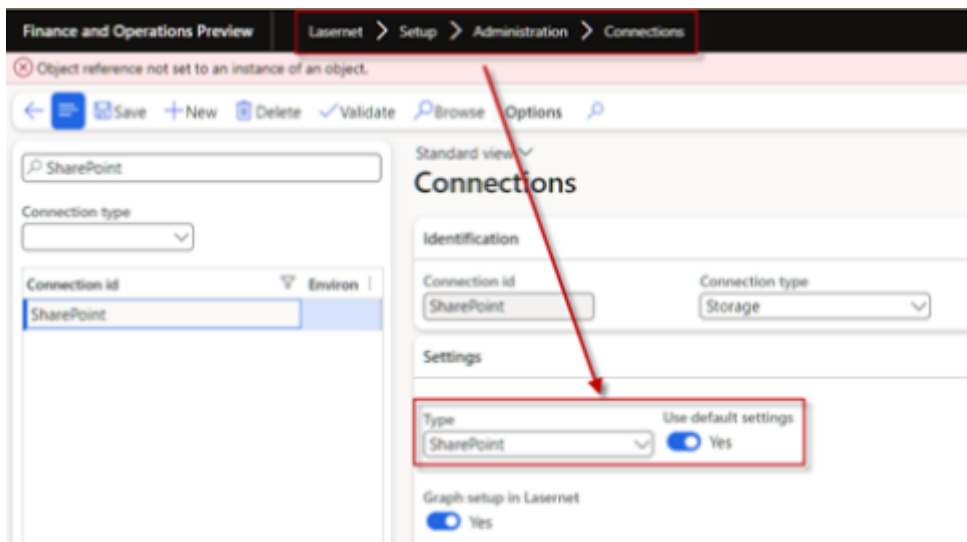 Finance and Operations Preview Lasernet > Setup > Administration > Connections
Object reference not set to an instance of an object.
Save New Delete Validate Browse Options
SharePoint
Standard view
Connections
Connection type
Identification
Connection id Environ
Connection id Connection type
SharePoint
SharePoint Storage
Settings
Type Use default settings
SharePoint Yes
Graph setup in Lasernet
Yes